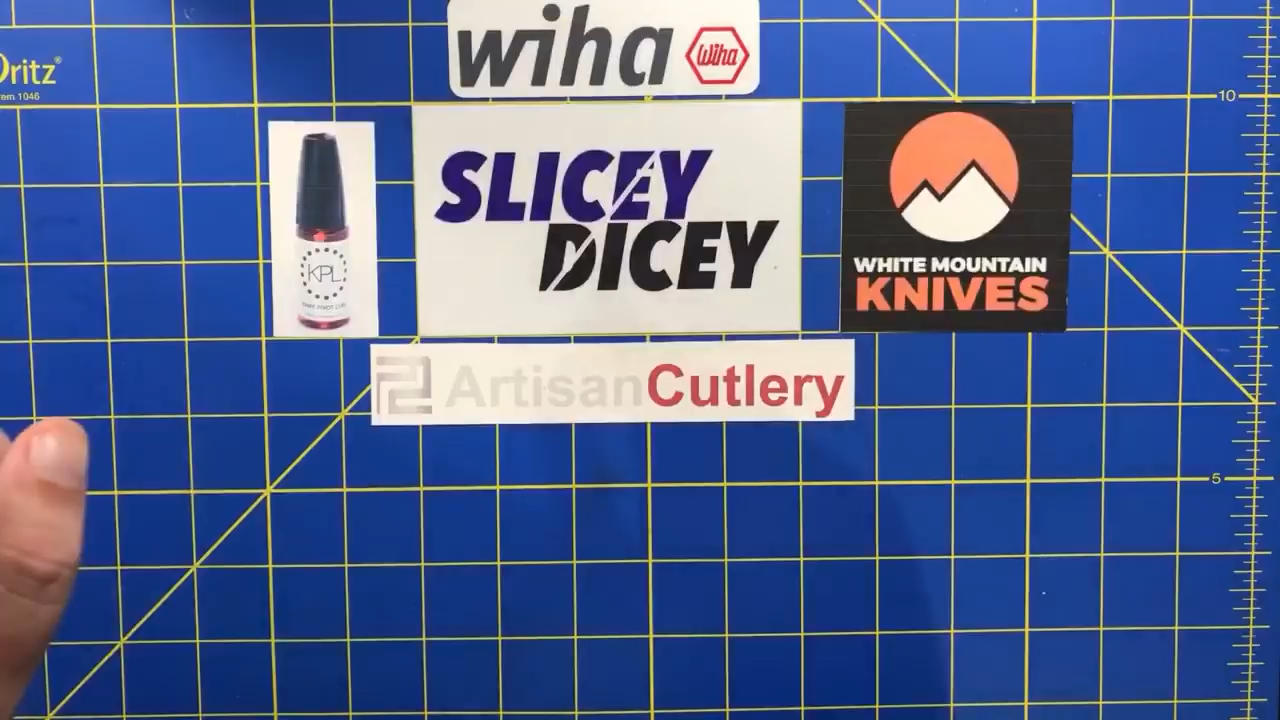 wiha
Wiha
Dritz®
10
SLICEY
DICEY
KPL
WHITE MOUNTAIN
KNIVES
ArtisanCutlery
5